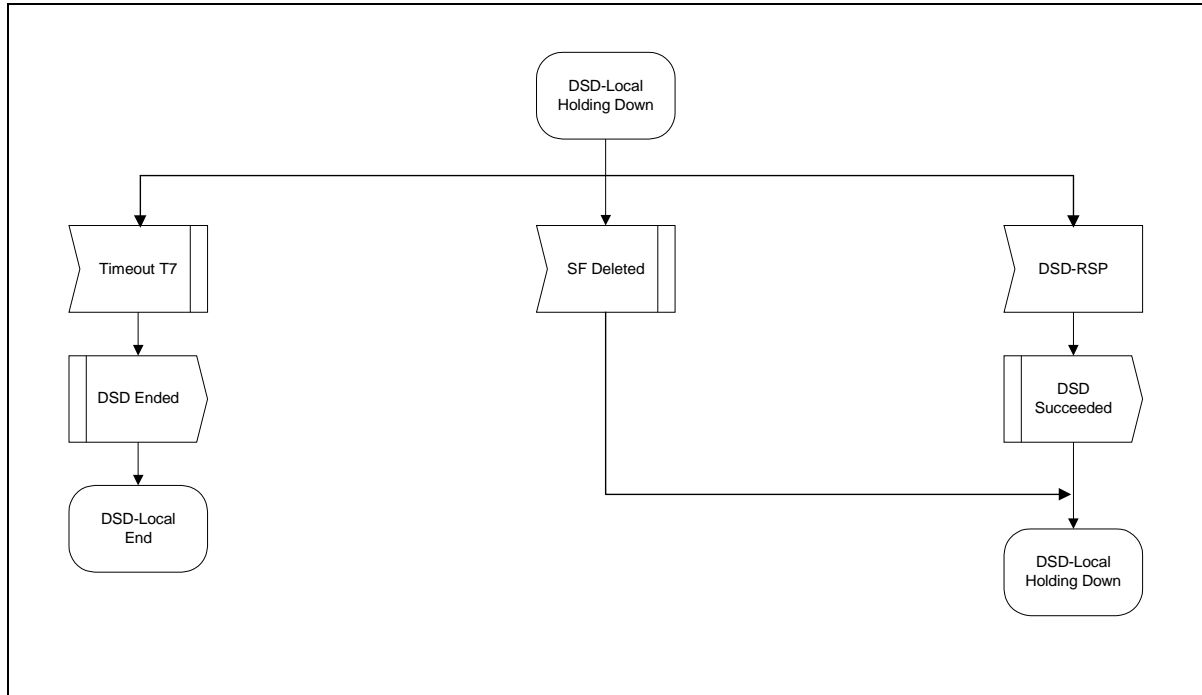 DSD-Local
Holding Down
Timeout T7
SF Deleted
DSD-RSP
DSD Ended
DSD
Succeeded
DSD-Local
End
DSD-Local
Holding Down